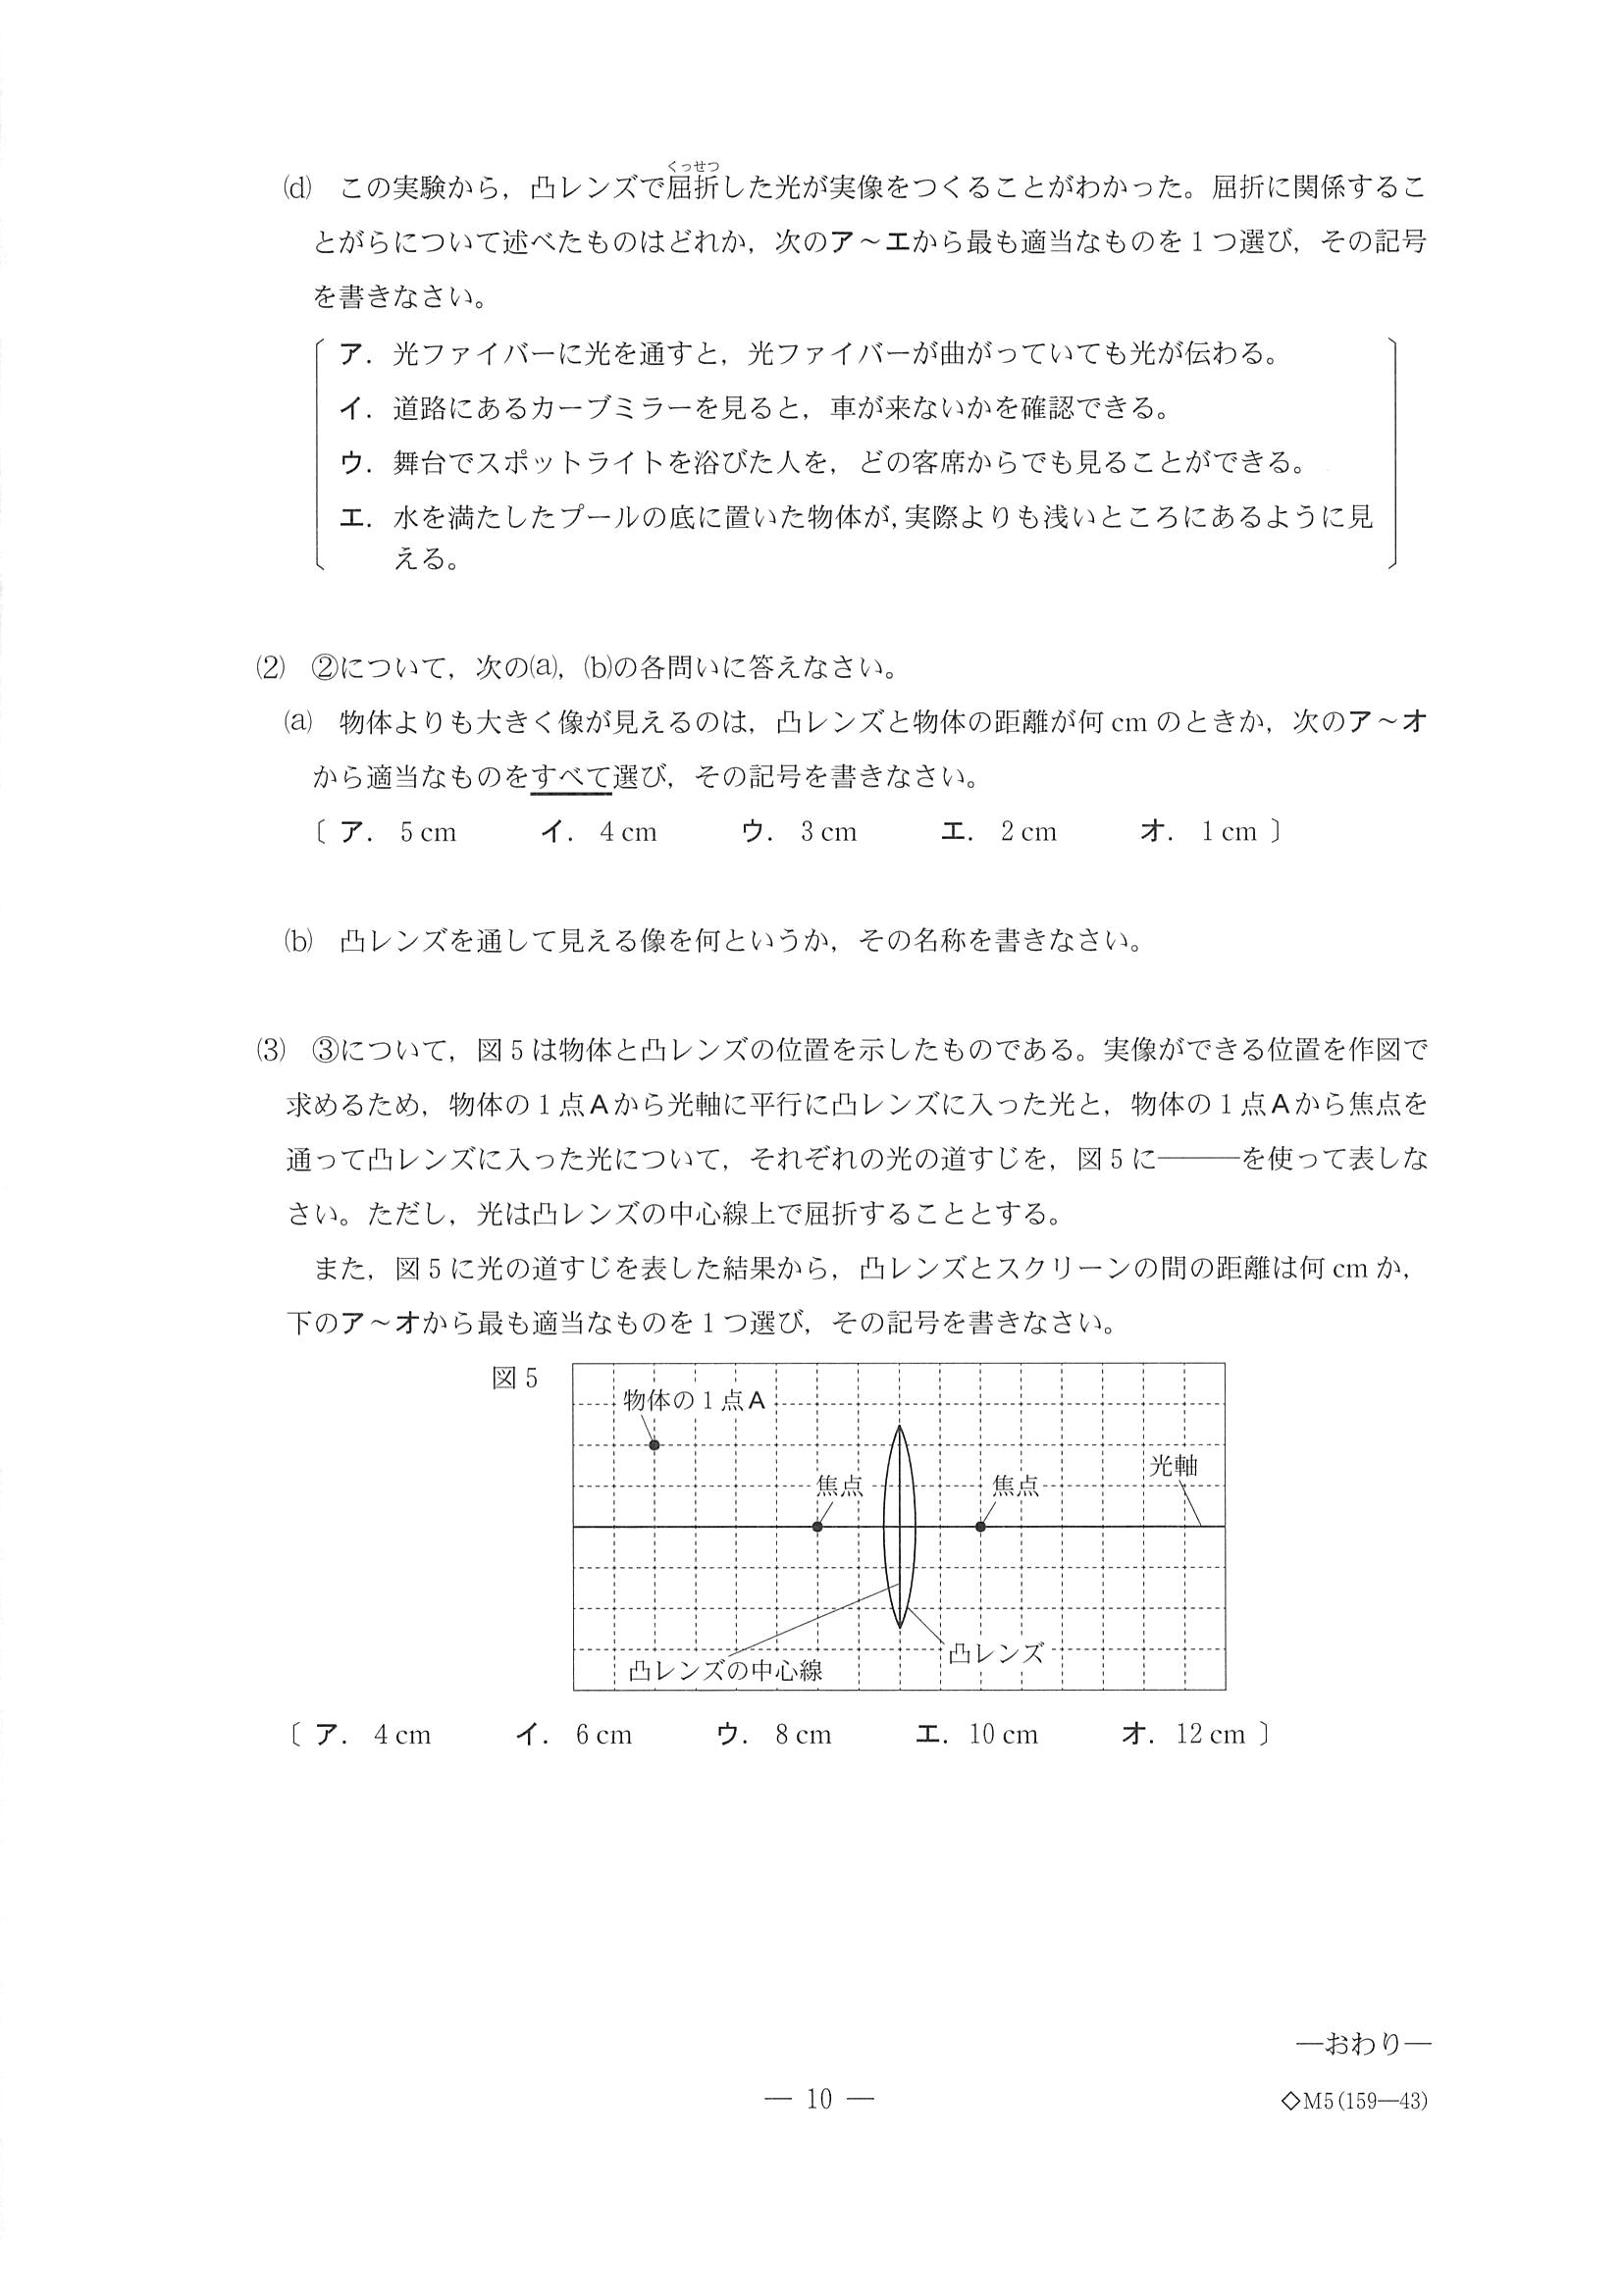 (d) この実験から，凸レンズで屈折した光が実像をつくることがわかった。屈折に関係するこ
くっせつ
とがらについて述べたものはどれか，次のア～エから最も適当なものを1つ選び，その記号
を書きなさい。
ア．光ファイバーに光を通すと，光ファイバーが曲がっていても光が伝わる。
イ．道路にあるカーブミラーを見ると，車が来ないかを確認できる。
ウ．舞台でスポットライトを浴びた人を，どの客席からでも見ることができる。
エ．水を満たしたプールの底に置いた物体が，実際よりも浅いところにあるように見
える。
(2) ②について，次の(a)，(b)の各問いに答えなさい。
(a) 物体よりも大きく像が見えるのは，凸レンズと物体の距離が何 cm のときか，次のア～オ
から適当なものをすべて選び，その記号を書きなさい。
〔 ア．5 cm イ．4 cm ウ．3 cm エ．2 cm オ．1 cm 〕
(b) 凸レンズを通して見える像を何というか，その名称を書きなさい。
(3) ③について，図5は物体と凸レンズの位置を示したものである。実像ができる位置を作図で
求めるため，物体の1点Aから光軸に平行に凸レンズに入った光と，物体の1点Aから焦点を
通って凸レンズに入った光について，それぞれの光の道すじを，図5に―――を使って表しな
さい。ただし，光は凸レンズの中心線上で屈折することとする。
また，図5に光の道すじを表した結果から，凸レンズとスクリーンの間の距離は何 cm か，
下のア～オから最も適当なものを1つ選び，その記号を書きなさい。
図5
物体の1点A
光軸
焦点
焦点
凸レンズ
凸レンズの中心線
〔 ア．4 cm イ．6 cm ウ．8 cm エ．10 cm オ．12 cm 〕
―おわり―
― 10 ―
◇M5(159―43)